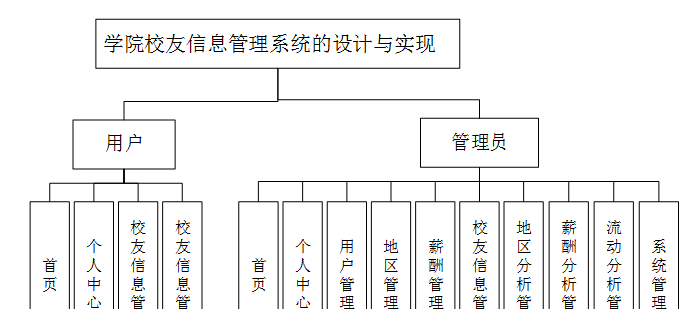 学院校友信息管理系统的设计与实现
用户
管理员
首页
个人中心
校友信息管
校友信息管
首页
个人中心
用户管理
地区管理
薪酬管理
校友信息管
地区分析管
薪酬分析管
流动分析管
系统管理